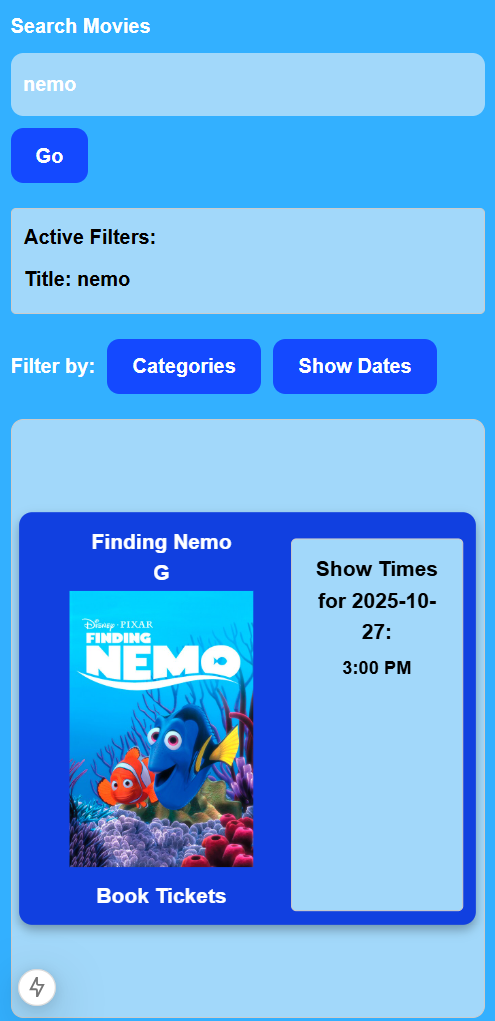 Search Movies
nemo
Go
Active Filters:
Title: nemo
Filter by: Categories Show Dates
Finding Nemo
G
Disney · PIXAR
FINDING
NEMO
Book Tickets
Show Times
for 2025-10-
27:
3:00 PM